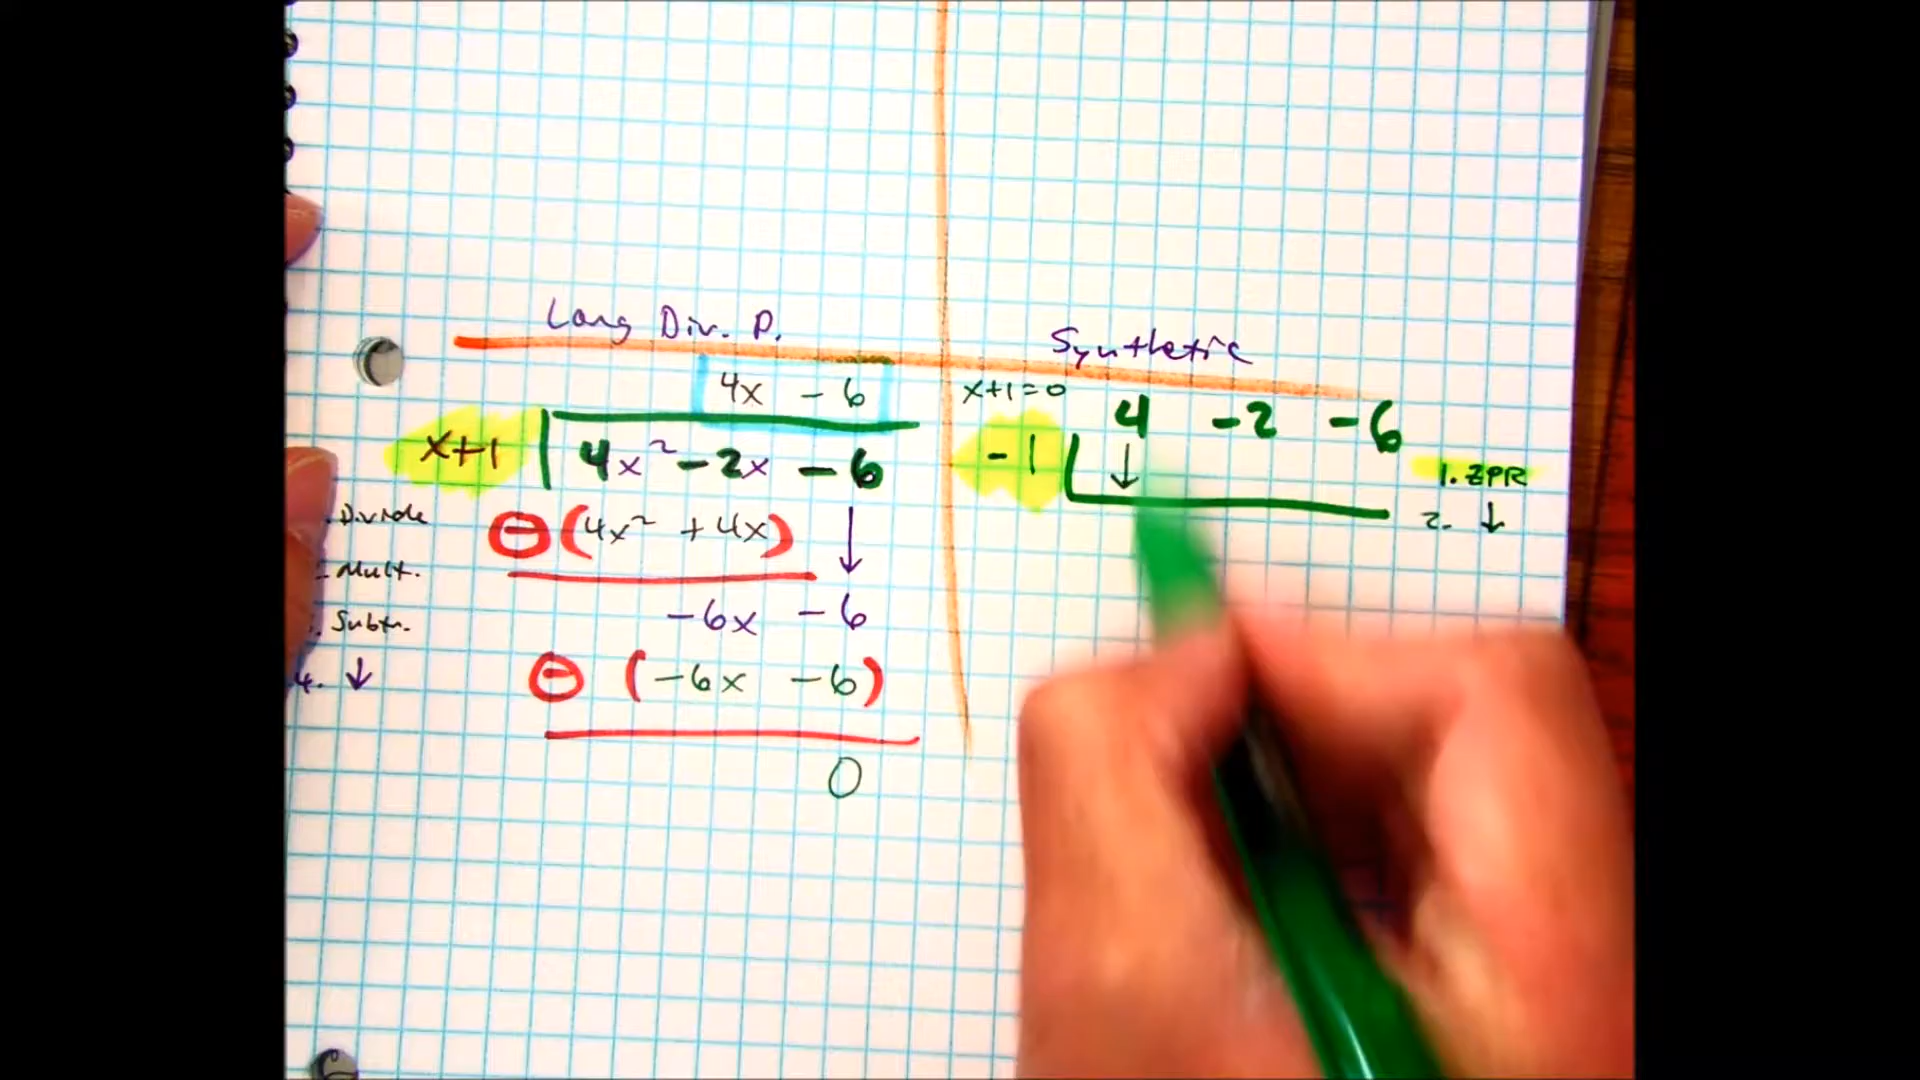 Long Div. P.
4x - 6
x+1 4x² - 2x - 6
Divide
⊖ (4x² + 4x) ↓
Mult.
-6x - 6
Subtr.
⊖ (-6x - 6)
4. ↓
0
Synthetic
x+1=0
4 -2 -6
-1 ↓
1. ZPR
2. ↓